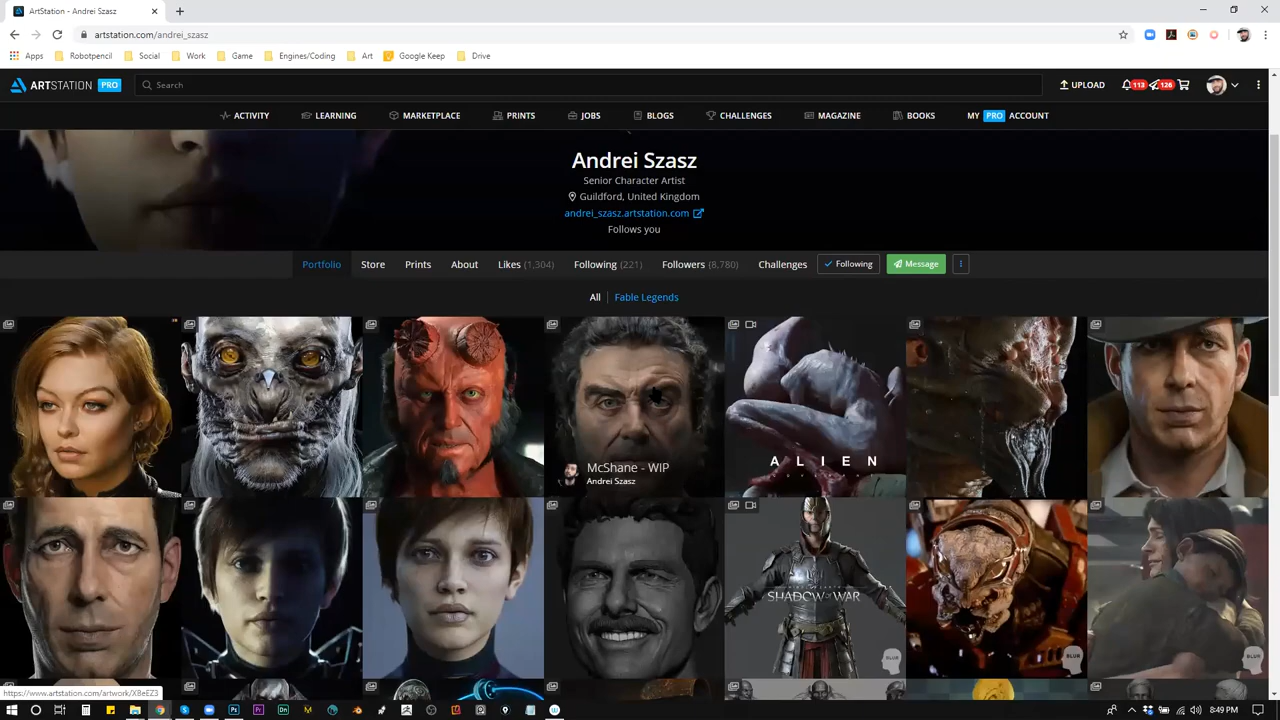 ArtStation - Andrei Szasz
artstation.com/andrei_szasz
Apps Robotpencil Social Work Game Engines/Coding Art Google Keep Drive
ARTSTATION PRO Search UPLOAD 113 126
ACTIVITY LEARNING MARKETPLACE PRINTS JOBS BLOGS CHALLENGES MAGAZINE BOOKS MY PRO ACCOUNT
Andrei Szasz
Senior Character Artist
Guildford, United Kingdom
andrei_szasz.artstation.com
Follows you
Portfolio Store Prints About Likes (1,304) Following (221) Followers (8,780) Challenges Following Message
All Fable Legends
McShane - WIP
Andrei Szasz
ALIEN
SHADOW OF WAR
BLUR
BLUR
BLUR
https://www.artstation.com/artwork/X8eEZ3
8:49 PM